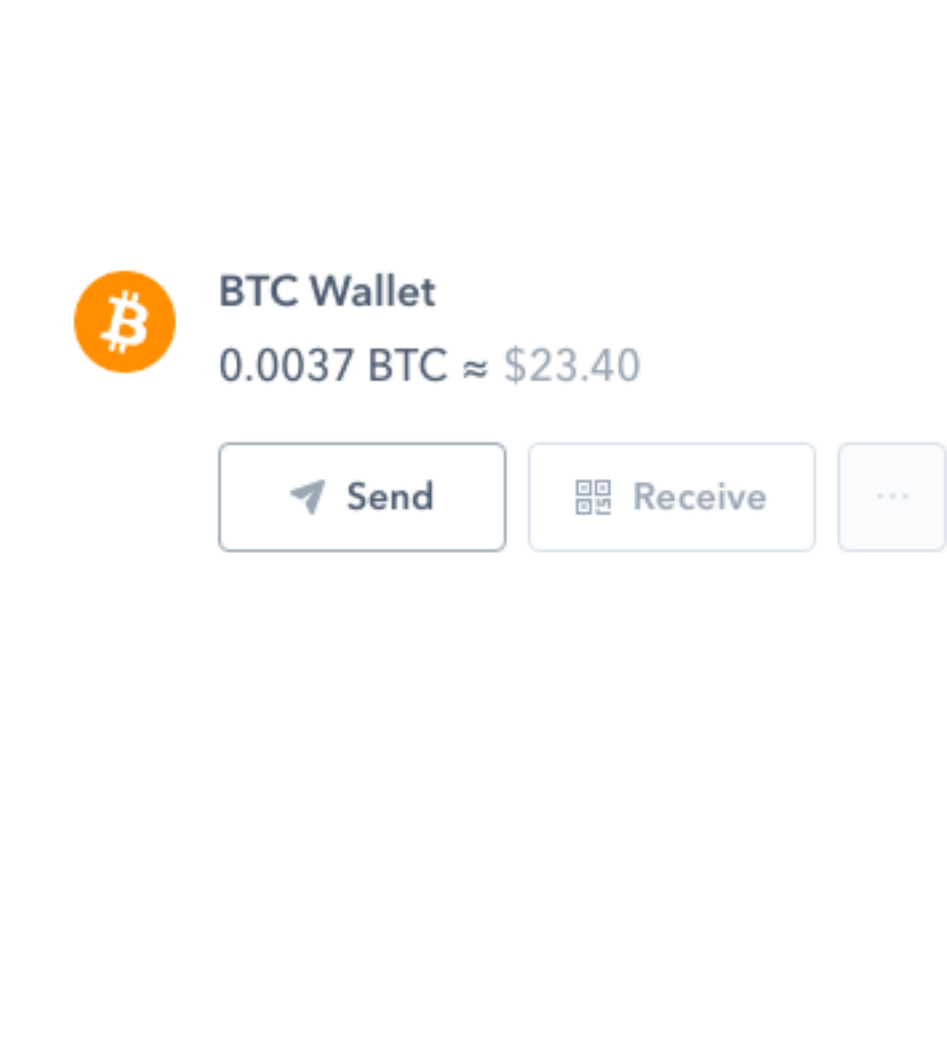 BTC Wallet
0.0037 BTC ≈ $23.40
Send
Receive
...